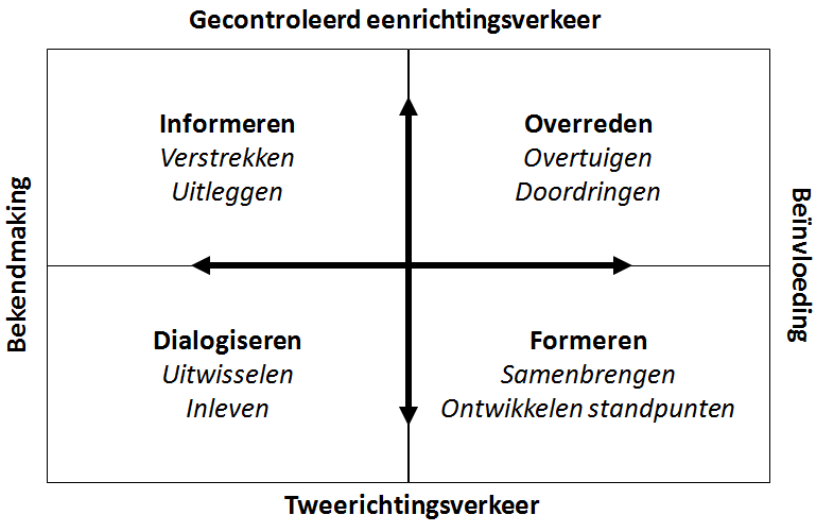 Gecontroleerd eenrichtingsverkeer
Informeren
Verstrekken
Uitleggen
Overreden
Overtuigen
Doordringen
Bekendmaking
Beïnvloeding
Dialogiseren
Uitwisselen
Inleven
Formeren
Samenbrengen
Ontwikkelen standpunten
Tweerichtingsverkeer